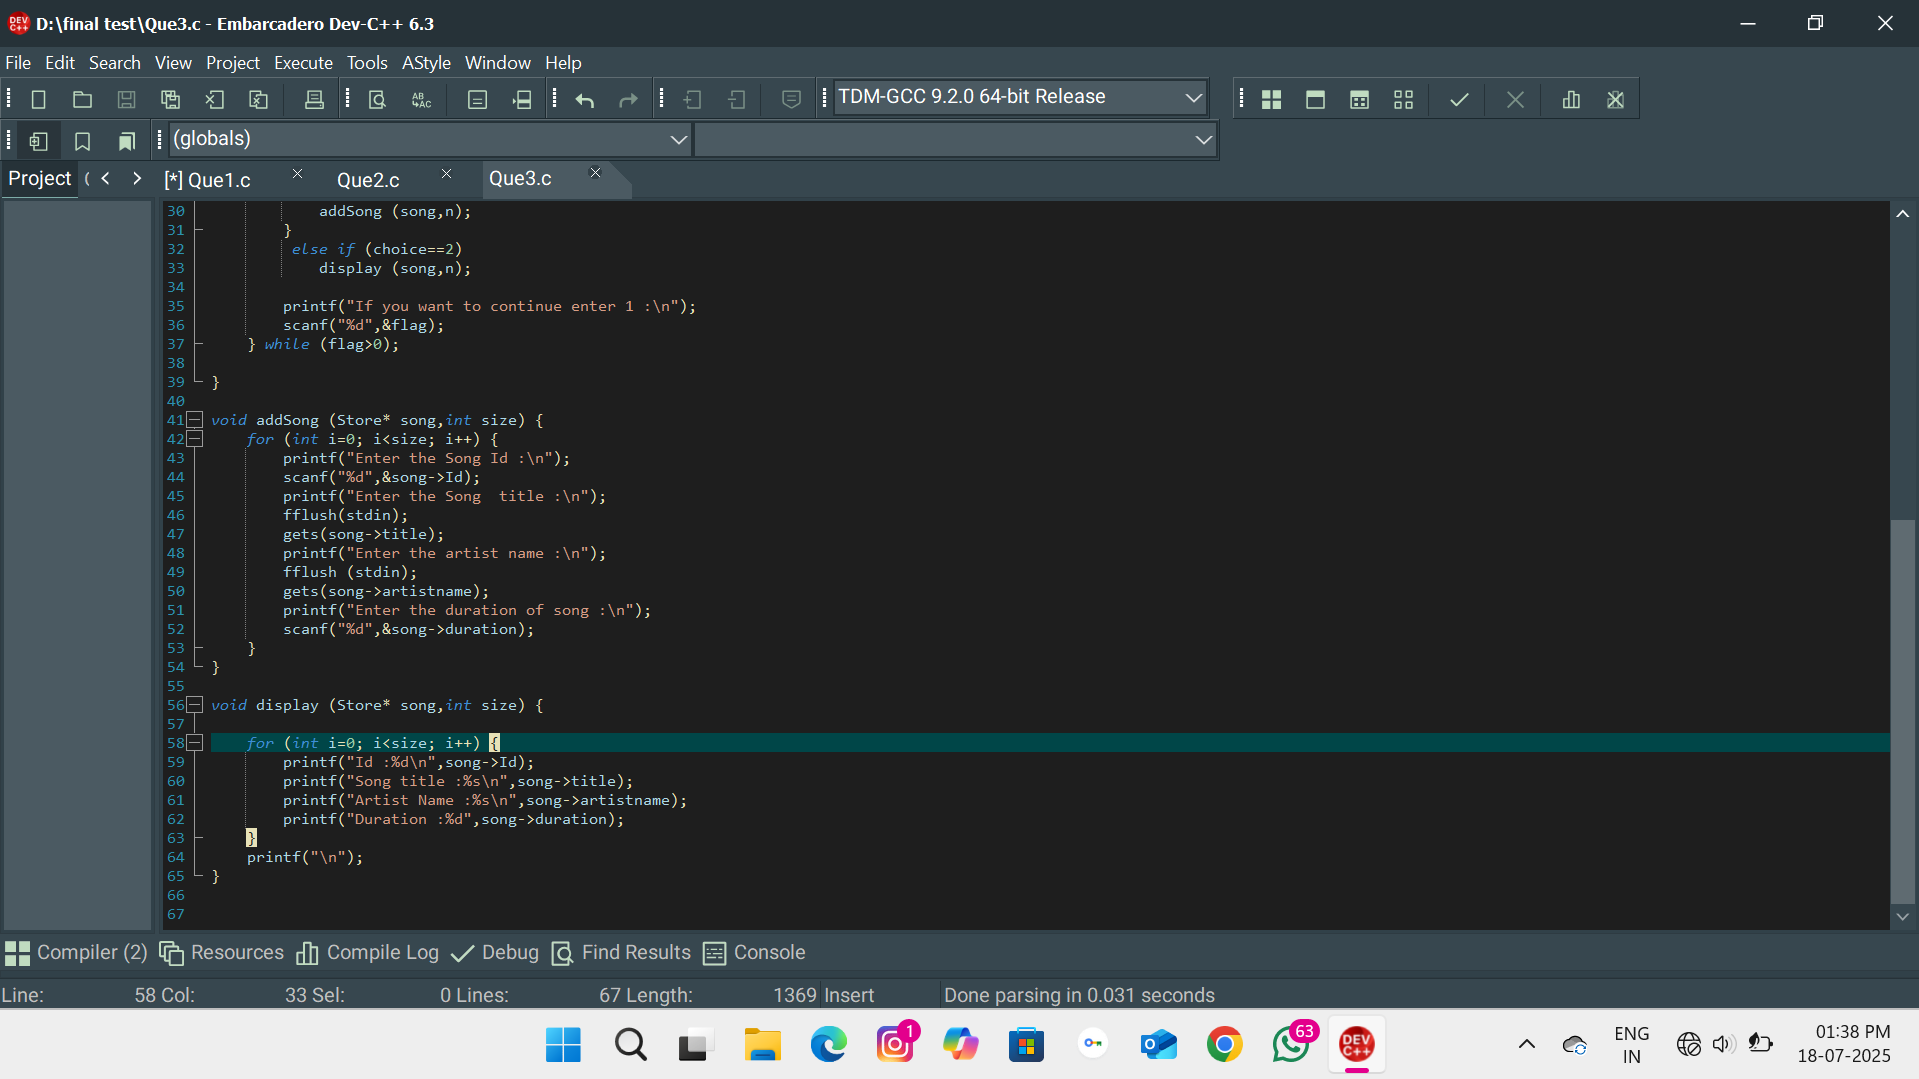 D:\final test\Que3.c - Embarcadero Dev-C++ 6.3
File Edit Search View Project Execute Tools AStyle Window Help
TDM-GCC 9.2.0 64-bit Release
(globals)
Project [*] Que1.c Que2.c Que3.c
30 addSong (song,n);
31 }
32 else if (choice==2)
33 display (song,n);
34
35 printf("If you want to continue enter 1 :\n");
36 scanf("%d",&flag);
37 } while (flag>0);
38
39 }
40
41 void addSong (Store* song,int size) {
42 for (int i=0; i<size; i++) {
43 printf("Enter the Song Id :\n");
44 scanf("%d",&song->Id);
45 printf("Enter the Song  title :\n");
46 fflush(stdin);
47 gets(song->title);
48 printf("Enter the artist name :\n");
49 fflush (stdin);
50 gets(song->artistname);
51 printf("Enter the duration of song :\n");
52 scanf("%d",&song->duration);
53 }
54 }
55
56 void display (Store* song,int size) {
57
58 for (int i=0; i<size; i++) {
59 printf("Id :%d\n",song->Id);
60 printf("Song title :%s\n",song->title);
61 printf("Artist Name :%s\n",song->artistname);
62 printf("Duration :%d",song->duration);
63 }
64 printf("\n");
65 }
66
67
Compiler (2) Resources Compile Log Debug Find Results Console
Line: 58 Col: 33 Sel: 0 Lines: 67 Length: 1369 Insert Done parsing in 0.031 seconds
1 63 DEV C++
ENG
IN
01:38 PM
18-07-2025